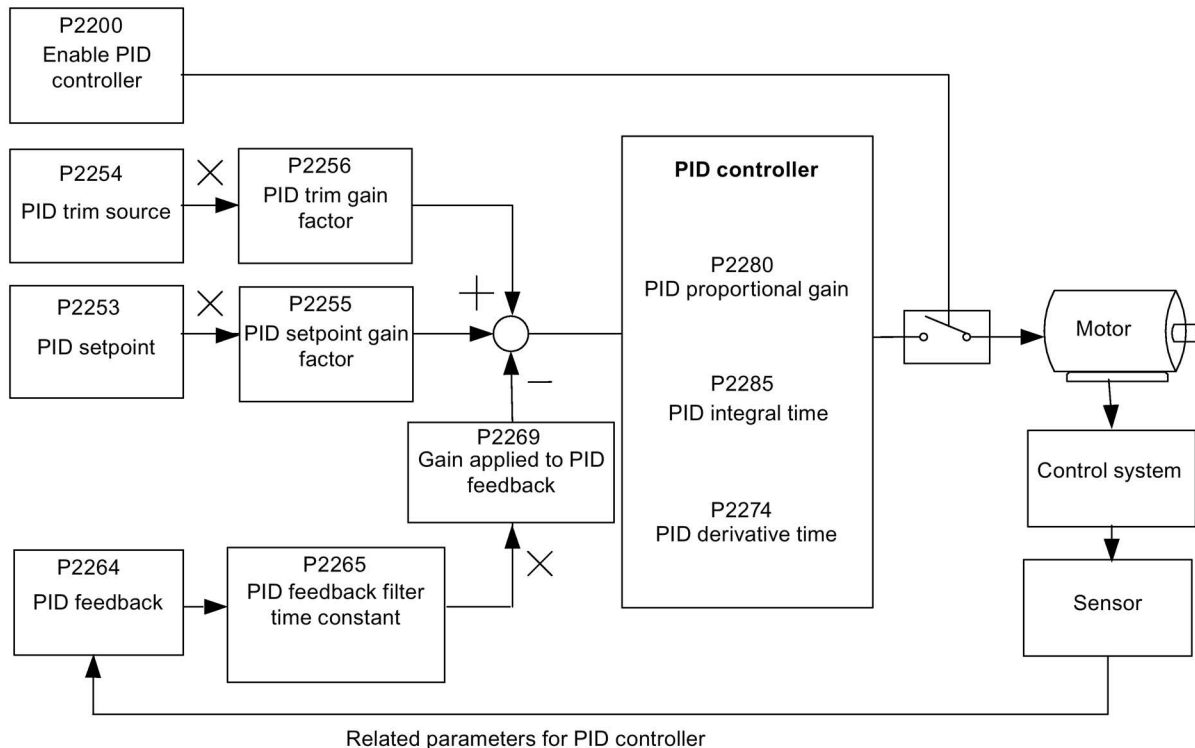 P2200
Enable PID
controller
P2254
PID trim source
P2256
PID trim gain
factor
P2253
PID setpoint
P2255
PID setpoint gain
factor
P2269
Gain applied to PID
feedback
P2264
PID feedback
P2265
PID feedback filter
time constant
PID controller
P2280
PID proportional gain
P2285
PID integral time
P2274
PID derivative time
Motor
Control system
Sensor
Related parameters for PID controller